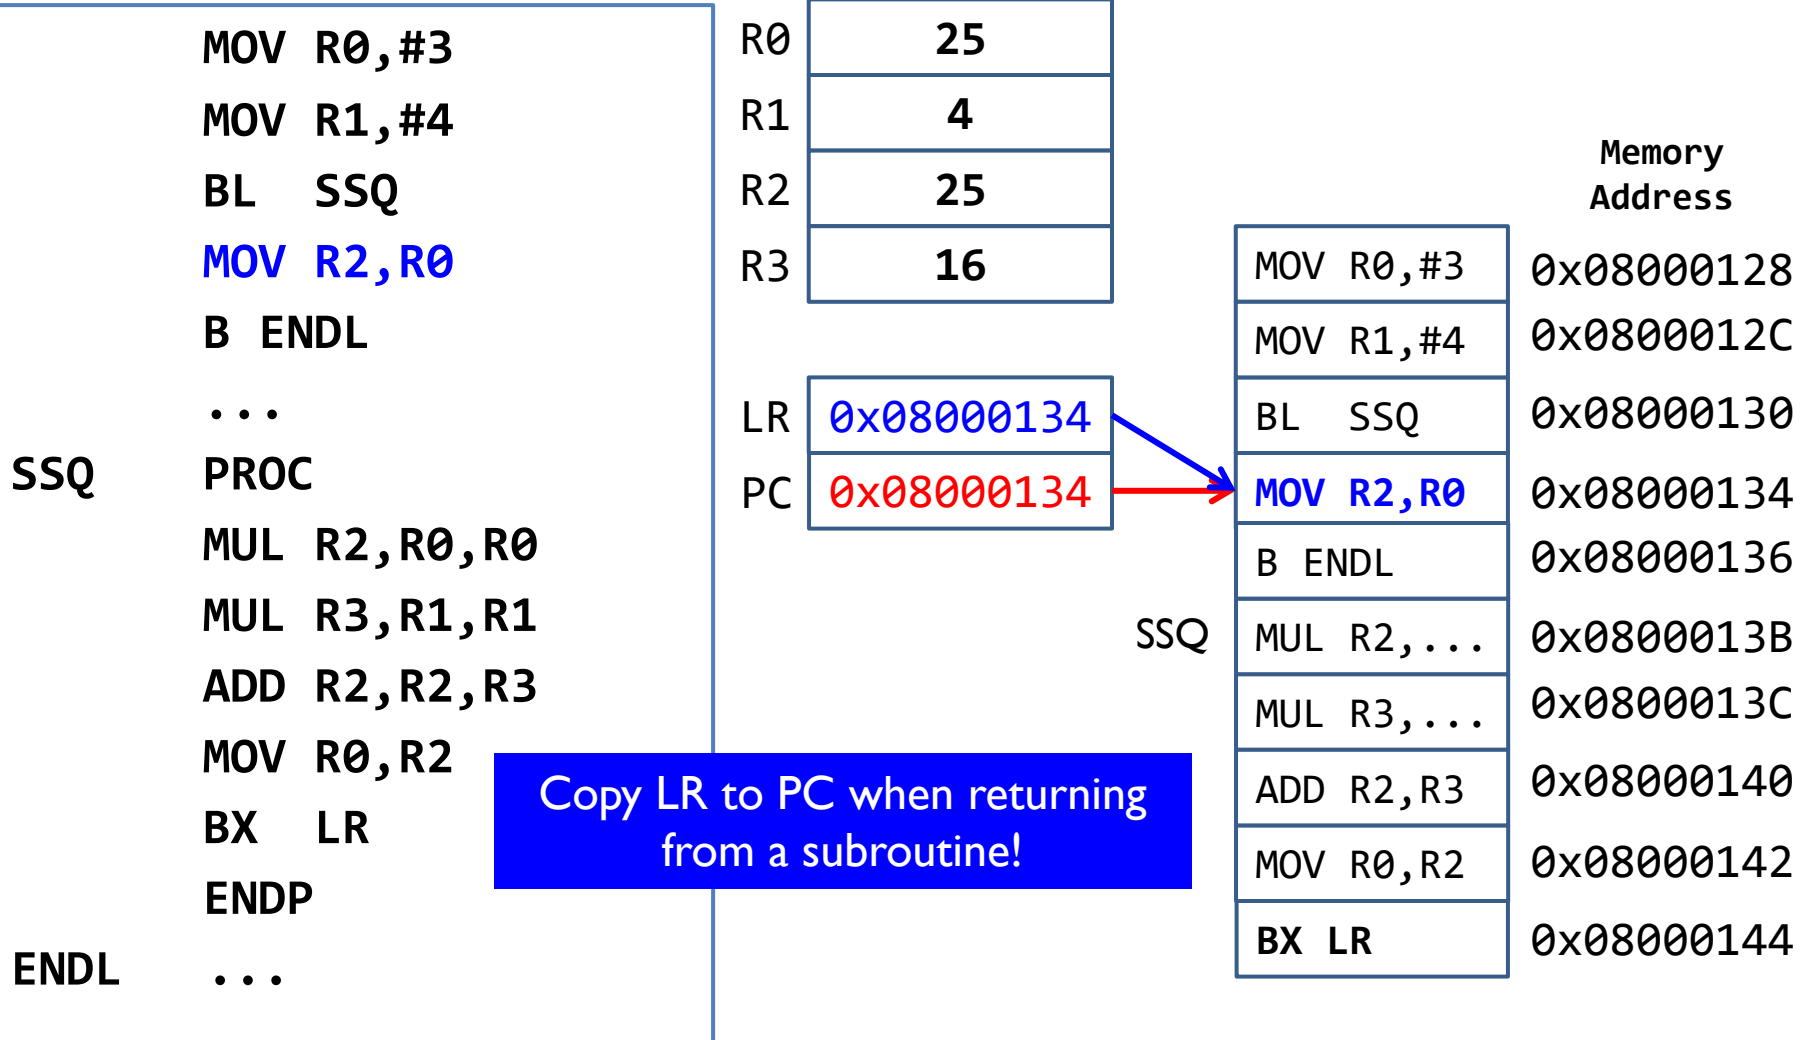 MOV R0,#3
MOV R1,#4
BL SSQ
MOV R2,R0
B ENDL
...
SSQ PROC
MUL R2,R0,R0
MUL R3,R1,R1
ADD R2,R2,R3
MOV R0,R2
BX LR
ENDP
ENDL ...
R0 25
R1 4
R2 25
R3 16
LR 0x08000134
PC 0x08000134
Copy LR to PC when returning
from a subroutine!
Memory
Address
MOV R0,#3 0x08000128
MOV R1,#4 0x0800012C
BL SSQ 0x08000130
MOV R2,R0 0x08000134
B ENDL 0x08000136
SSQ MUL R2,... 0x0800013B
MUL R3,... 0x0800013C
ADD R2,R3 0x08000140
MOV R0,R2 0x08000142
BX LR 0x08000144